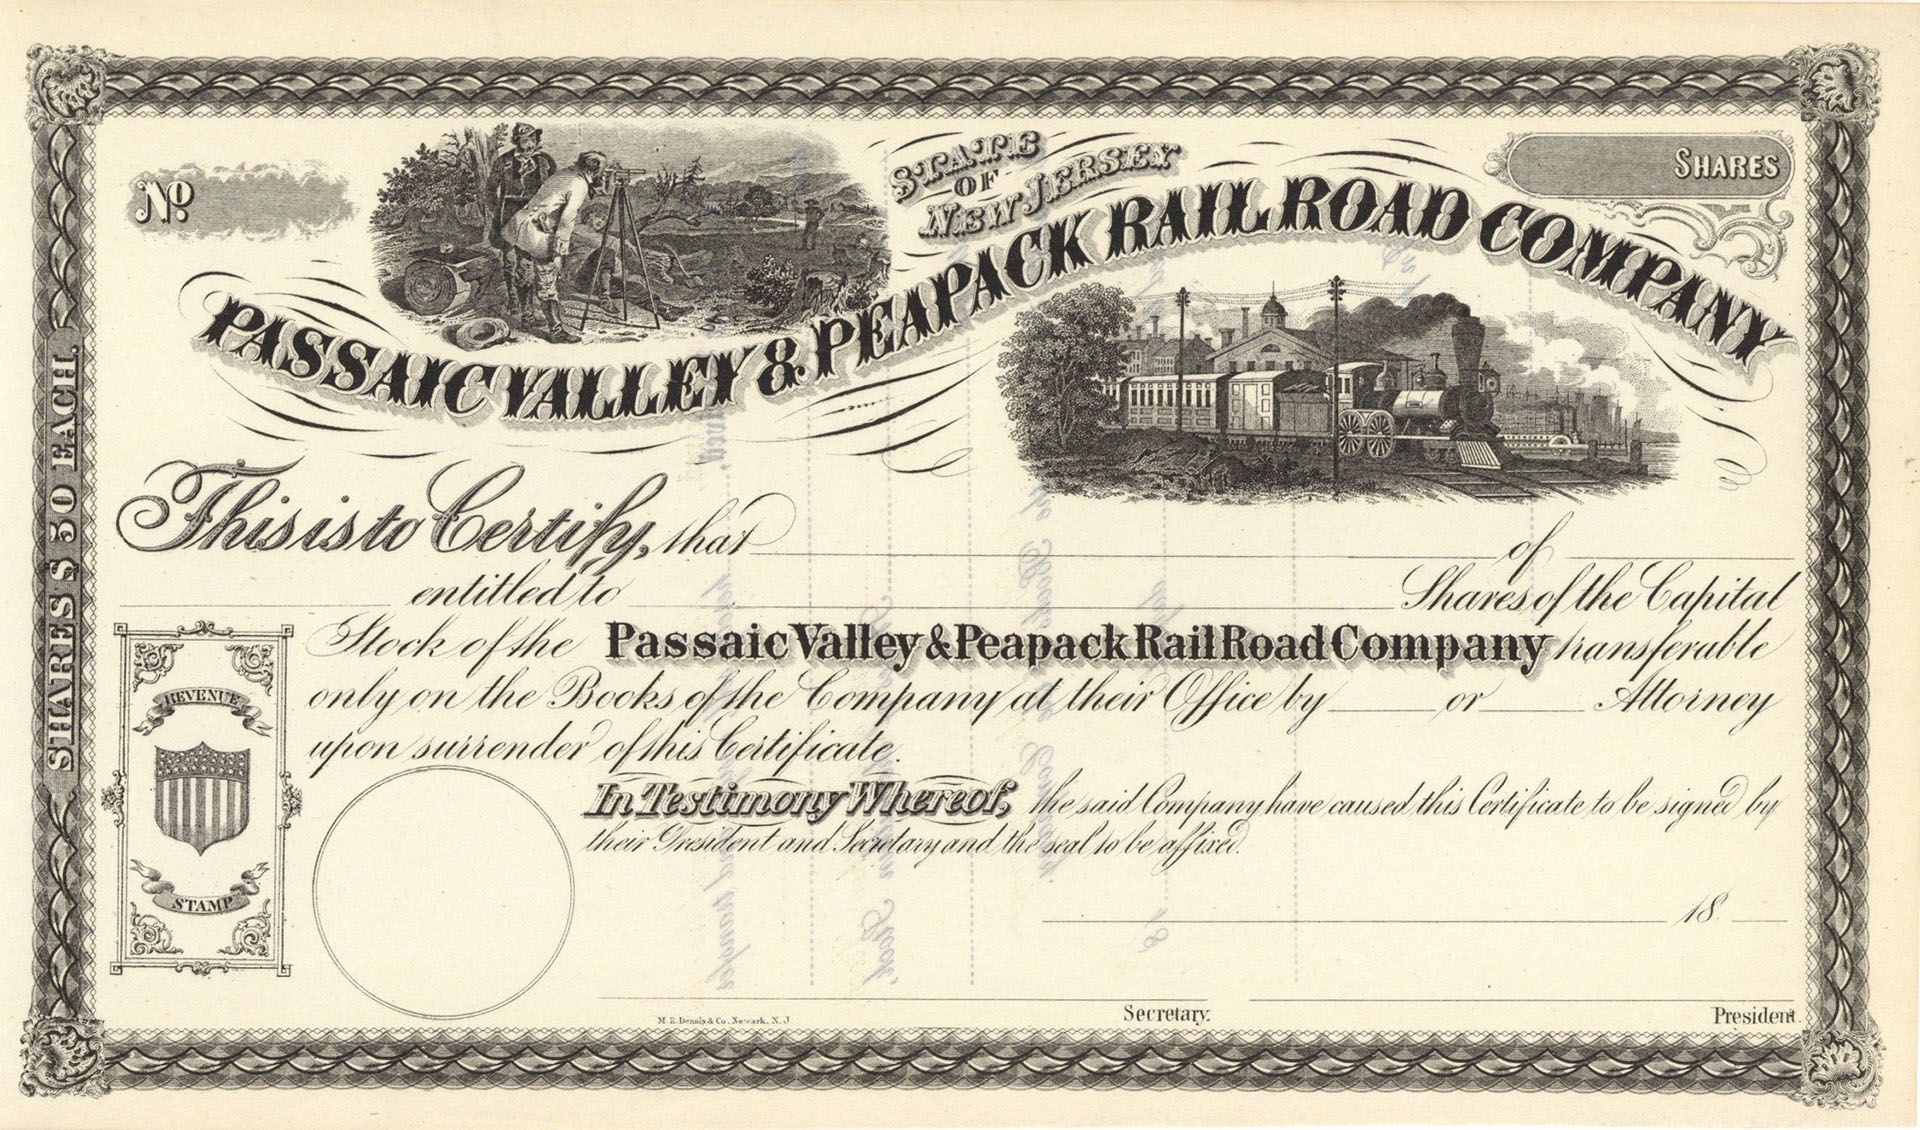 No
STATE
OF
NEW JERSEY
SHARES
PASSAIC VALLEY & PEAPACK RAIL ROAD COMPANY
SHARES $ 50 EACH.
This is to Certify, that of
entitled to Shares of the Capital
Stock of the Passaic Valley & Peapack Rail Road Company transferable
only on the Books of the Company at their Office by or Attorney
upon surrender of this Certificate.
REVENUE
STAMP
In Testimony Whereof, the said Company have caused this Certificate to be signed by
their President and Secretary and the seal to be affixed.
18
Secretary.
President.
M. R. Dennis & Co. Newark, N. J.